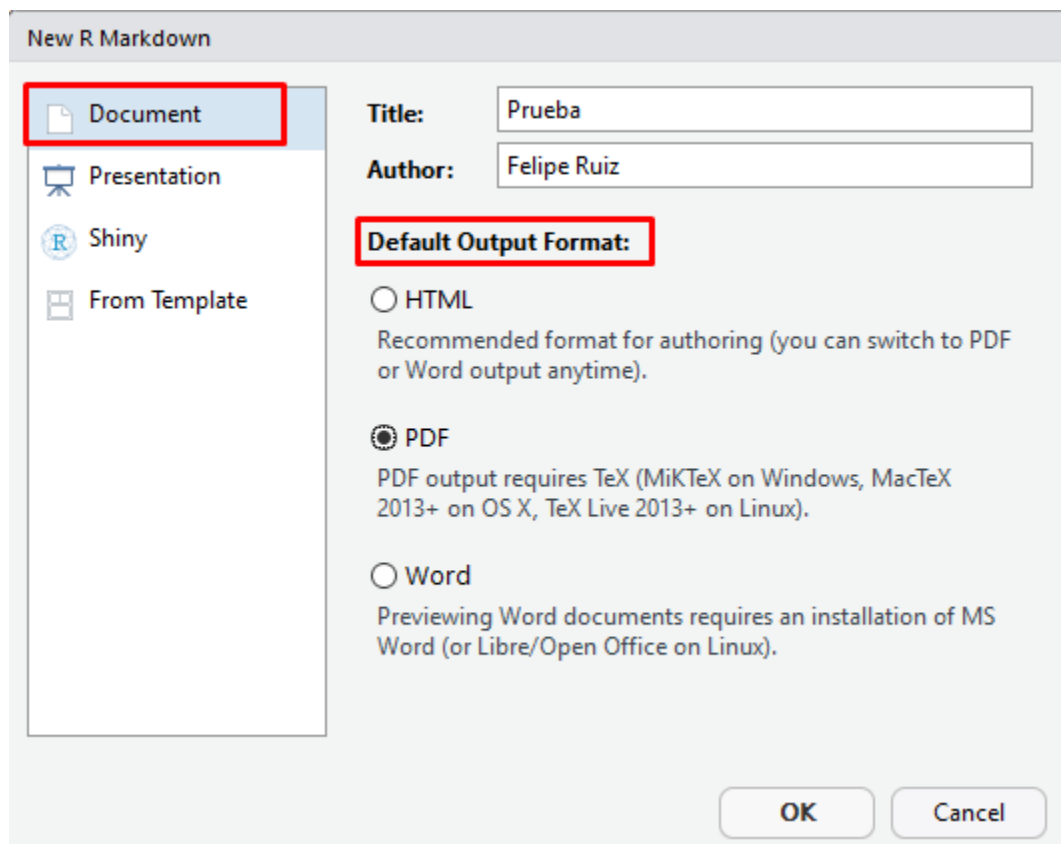 New R Markdown
Document
Presentation
R Shiny
From Template
Title: Prueba
Author: Felipe Ruiz
Default Output Format:
HTML
Recommended format for authoring (you can switch to PDF
or Word output anytime).
PDF
PDF output requires TeX (MiKTeX on Windows, MacTeX
2013+ on OS X, TeX Live 2013+ on Linux).
Word
Previewing Word documents requires an installation of MS
Word (or Libre/Open Office on Linux).
OK Cancel